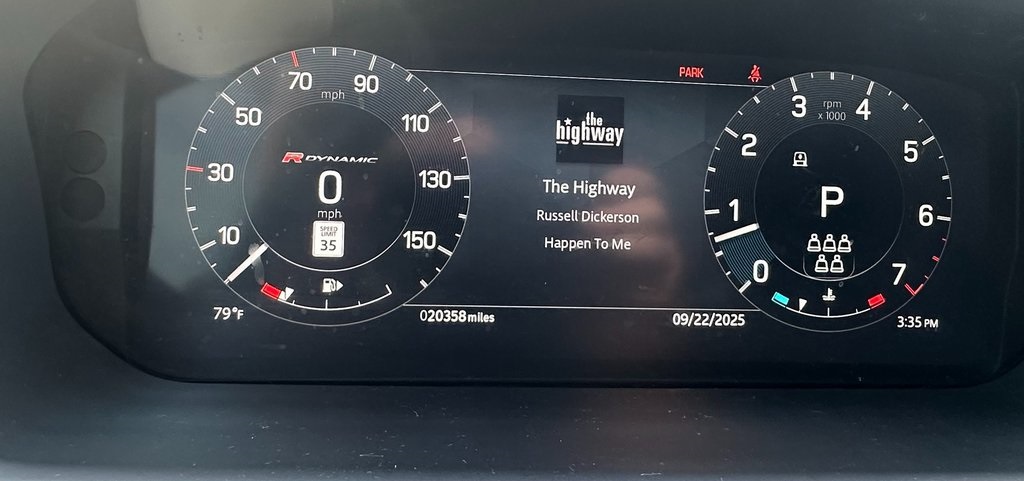 PARK
70
mph
90
50
110
30
130
10
150
R DYNAMIC
0
mph
SPEED
LIMIT
35
79°F
020358 miles
the
highway
The Highway
Russell Dickerson
Happen To Me
09/22/2025
3
rpm
x 1000
4
2
5
1
6
0
7
P
3:35 PM